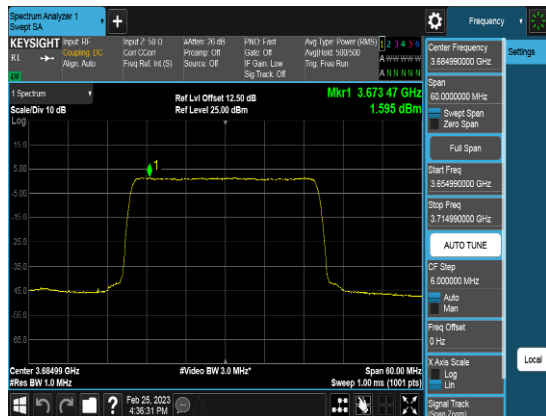 Spectrum Analyzer 1
Swept SA
Frequency
KEYSIGHT
RL
Input: RF
Coupling: DC
Align: Auto
Input Z: 50 Ω
Corr CCorr
Freq Ref: Int (S)
#Atten: 26 dB
Preamp: Off
Source: Off
PNO: Fast
Gate: Off
IF Gain: Low
Sig Track: Off
Avg Type: Power (RMS)
Avg|Hold: 500/500
Trig: Free Run
1 2 3 4 5 6
A W W W W W
A N N N N N
LXI
1 Spectrum
Scale/Div 10 dB
Log
Ref Lvl Offset 12.50 dB
Ref Level 25.00 dBm
Mkr1 3.673 47 GHz
1.595 dBm
1
15.0
5.00
-5.00
-15.0
-25.0
-35.0
-45.0
-55.0
-65.0
Center 3.68499 GHz
#Res BW 1.0 MHz
#Video BW 3.0 MHz*
Span 60.00 MHz
Sweep 1.00 ms (1001 pts)
Feb 25, 2023
4:36:31 PM
Center Frequency
3.684990000 GHz
Span
60.0000000 MHz
Swept Span
Zero Span
Full Span
Start Freq
3.654990000 GHz
Stop Freq
3.714990000 GHz
AUTO TUNE
CF Step
6.000000 MHz
Auto
Man
Freq Offset
0 Hz
X Axis Scale
Log
Lin
Signal Track
(Span Zoom)
Settings
Local